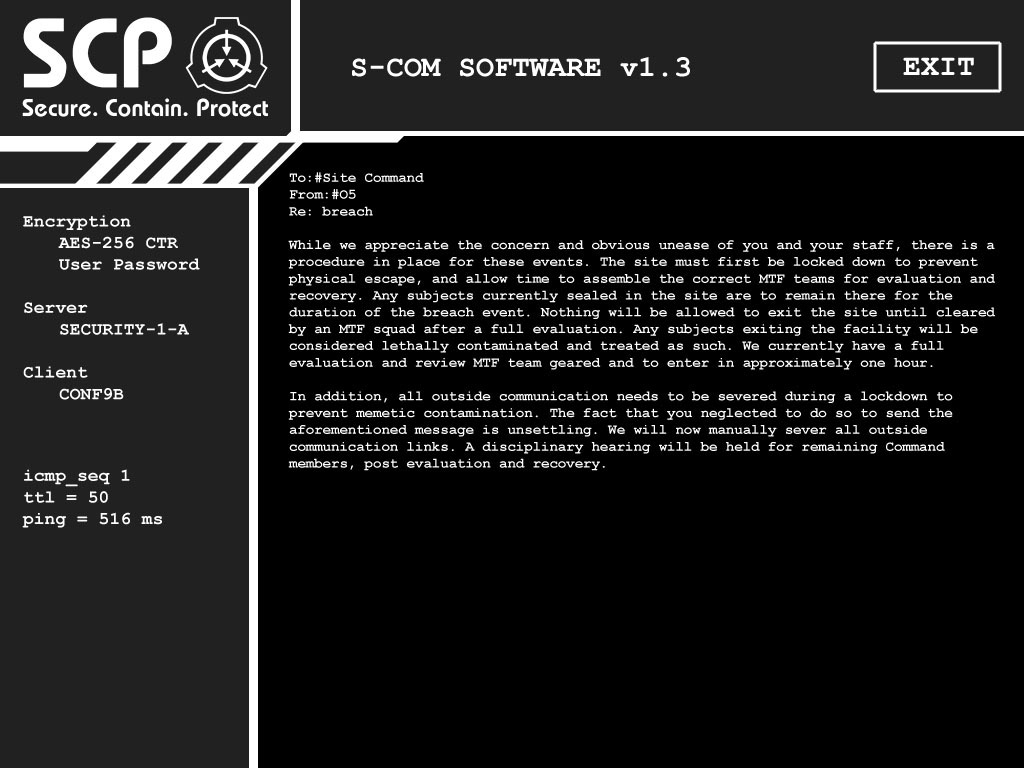 SCP
Secure. Contain. Protect
S-COM SOFTWARE v1.3
EXIT
Encryption
AES-256 CTR
User Password
Server
SECURITY-1-A
Client
CONF9B
icmp_seq 1
ttl = 50
ping = 516 ms
To:#Site Command
From:#O5
Re: breach
While we appreciate the concern and obvious unease of you and your staff, there is a
procedure in place for these events. The site must first be locked down to prevent
physical escape, and allow time to assemble the correct MTF teams for evaluation and
recovery. Any subjects currently sealed in the site are to remain there for the
duration of the breach event. Nothing will be allowed to exit the site until cleared
by an MTF squad after a full evaluation. Any subjects exiting the facility will be
considered lethally contaminated and treated as such. We currently have a full
evaluation and review MTF team geared and to enter in approximately one hour.
In addition, all outside communication needs to be severed during a lockdown to
prevent memetic contamination. The fact that you neglected to do so to send the
aforementioned message is unsettling. We will now manually sever all outside
communication links. A disciplinary hearing will be held for remaining Command
members, post evaluation and recovery.